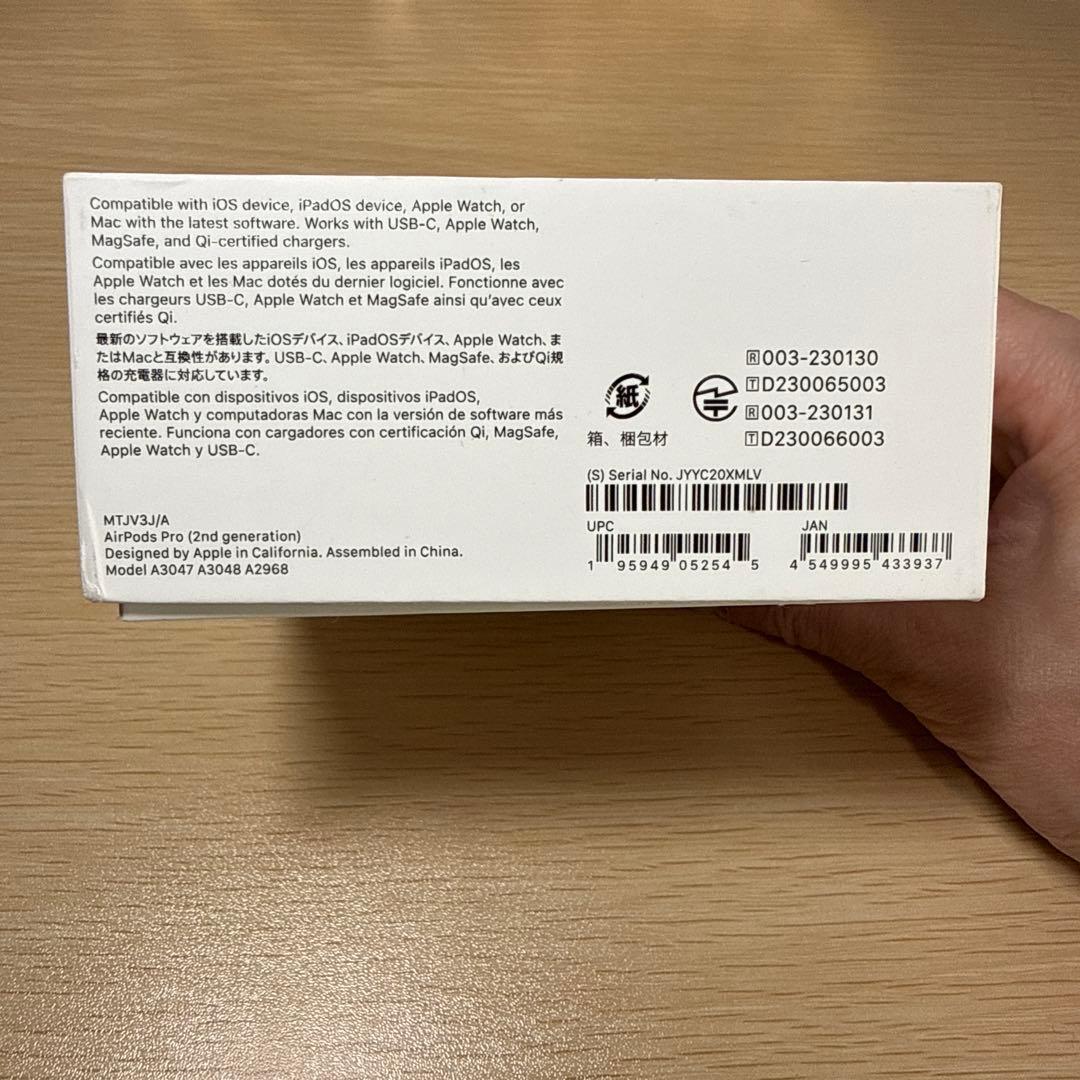 Compatible with iOS device, iPadOS device, Apple Watch, or
Mac with the latest software. Works with USB-C, Apple Watch,
MagSafe, and Qi-certified chargers.
Compatible avec les appareils iOS, les appareils iPadOS, les
Apple Watch et les Mac dotés du dernier logiciel. Fonctionne avec
les chargeurs USB-C, Apple Watch et MagSafe ainsi qu'avec ceux
certifiés Qi.
最新のソフトウェアを搭載したiOSデバイス、iPadOSデバイス、Apple Watch、ま
たはMacと互換性があります。USB-C、Apple Watch、MagSafe、およびQi規
格の充電器に対応しています。
Compatible con dispositivos iOS, dispositivos iPadOS,
Apple Watch y computadoras Mac con la versión de software más
reciente. Funciona con cargadores con certificación Qi, MagSafe,
Apple Watch y USB-C.
MTJV3J/A
AirPods Pro (2nd generation)
Designed by Apple in California. Assembled in China.
Model A3047 A3048 A2968
紙
箱、梱包材
R 003-230130
T D230065003
R 003-230131
T D230066003
(S) Serial No. JYYC20XMLV
UPC
1 95949 05254 5
JAN
4 549995 433937